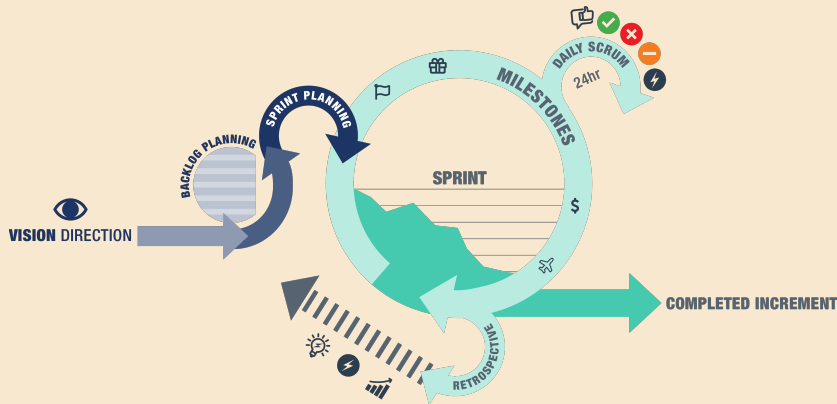 VISION DIRECTION
BACKLOG PLANNING
SPRINT PLANNING
MILESTONES
DAILY SCRUM
24hr
SPRINT
$
COMPLETED INCREMENT
RETROSPECTIVE